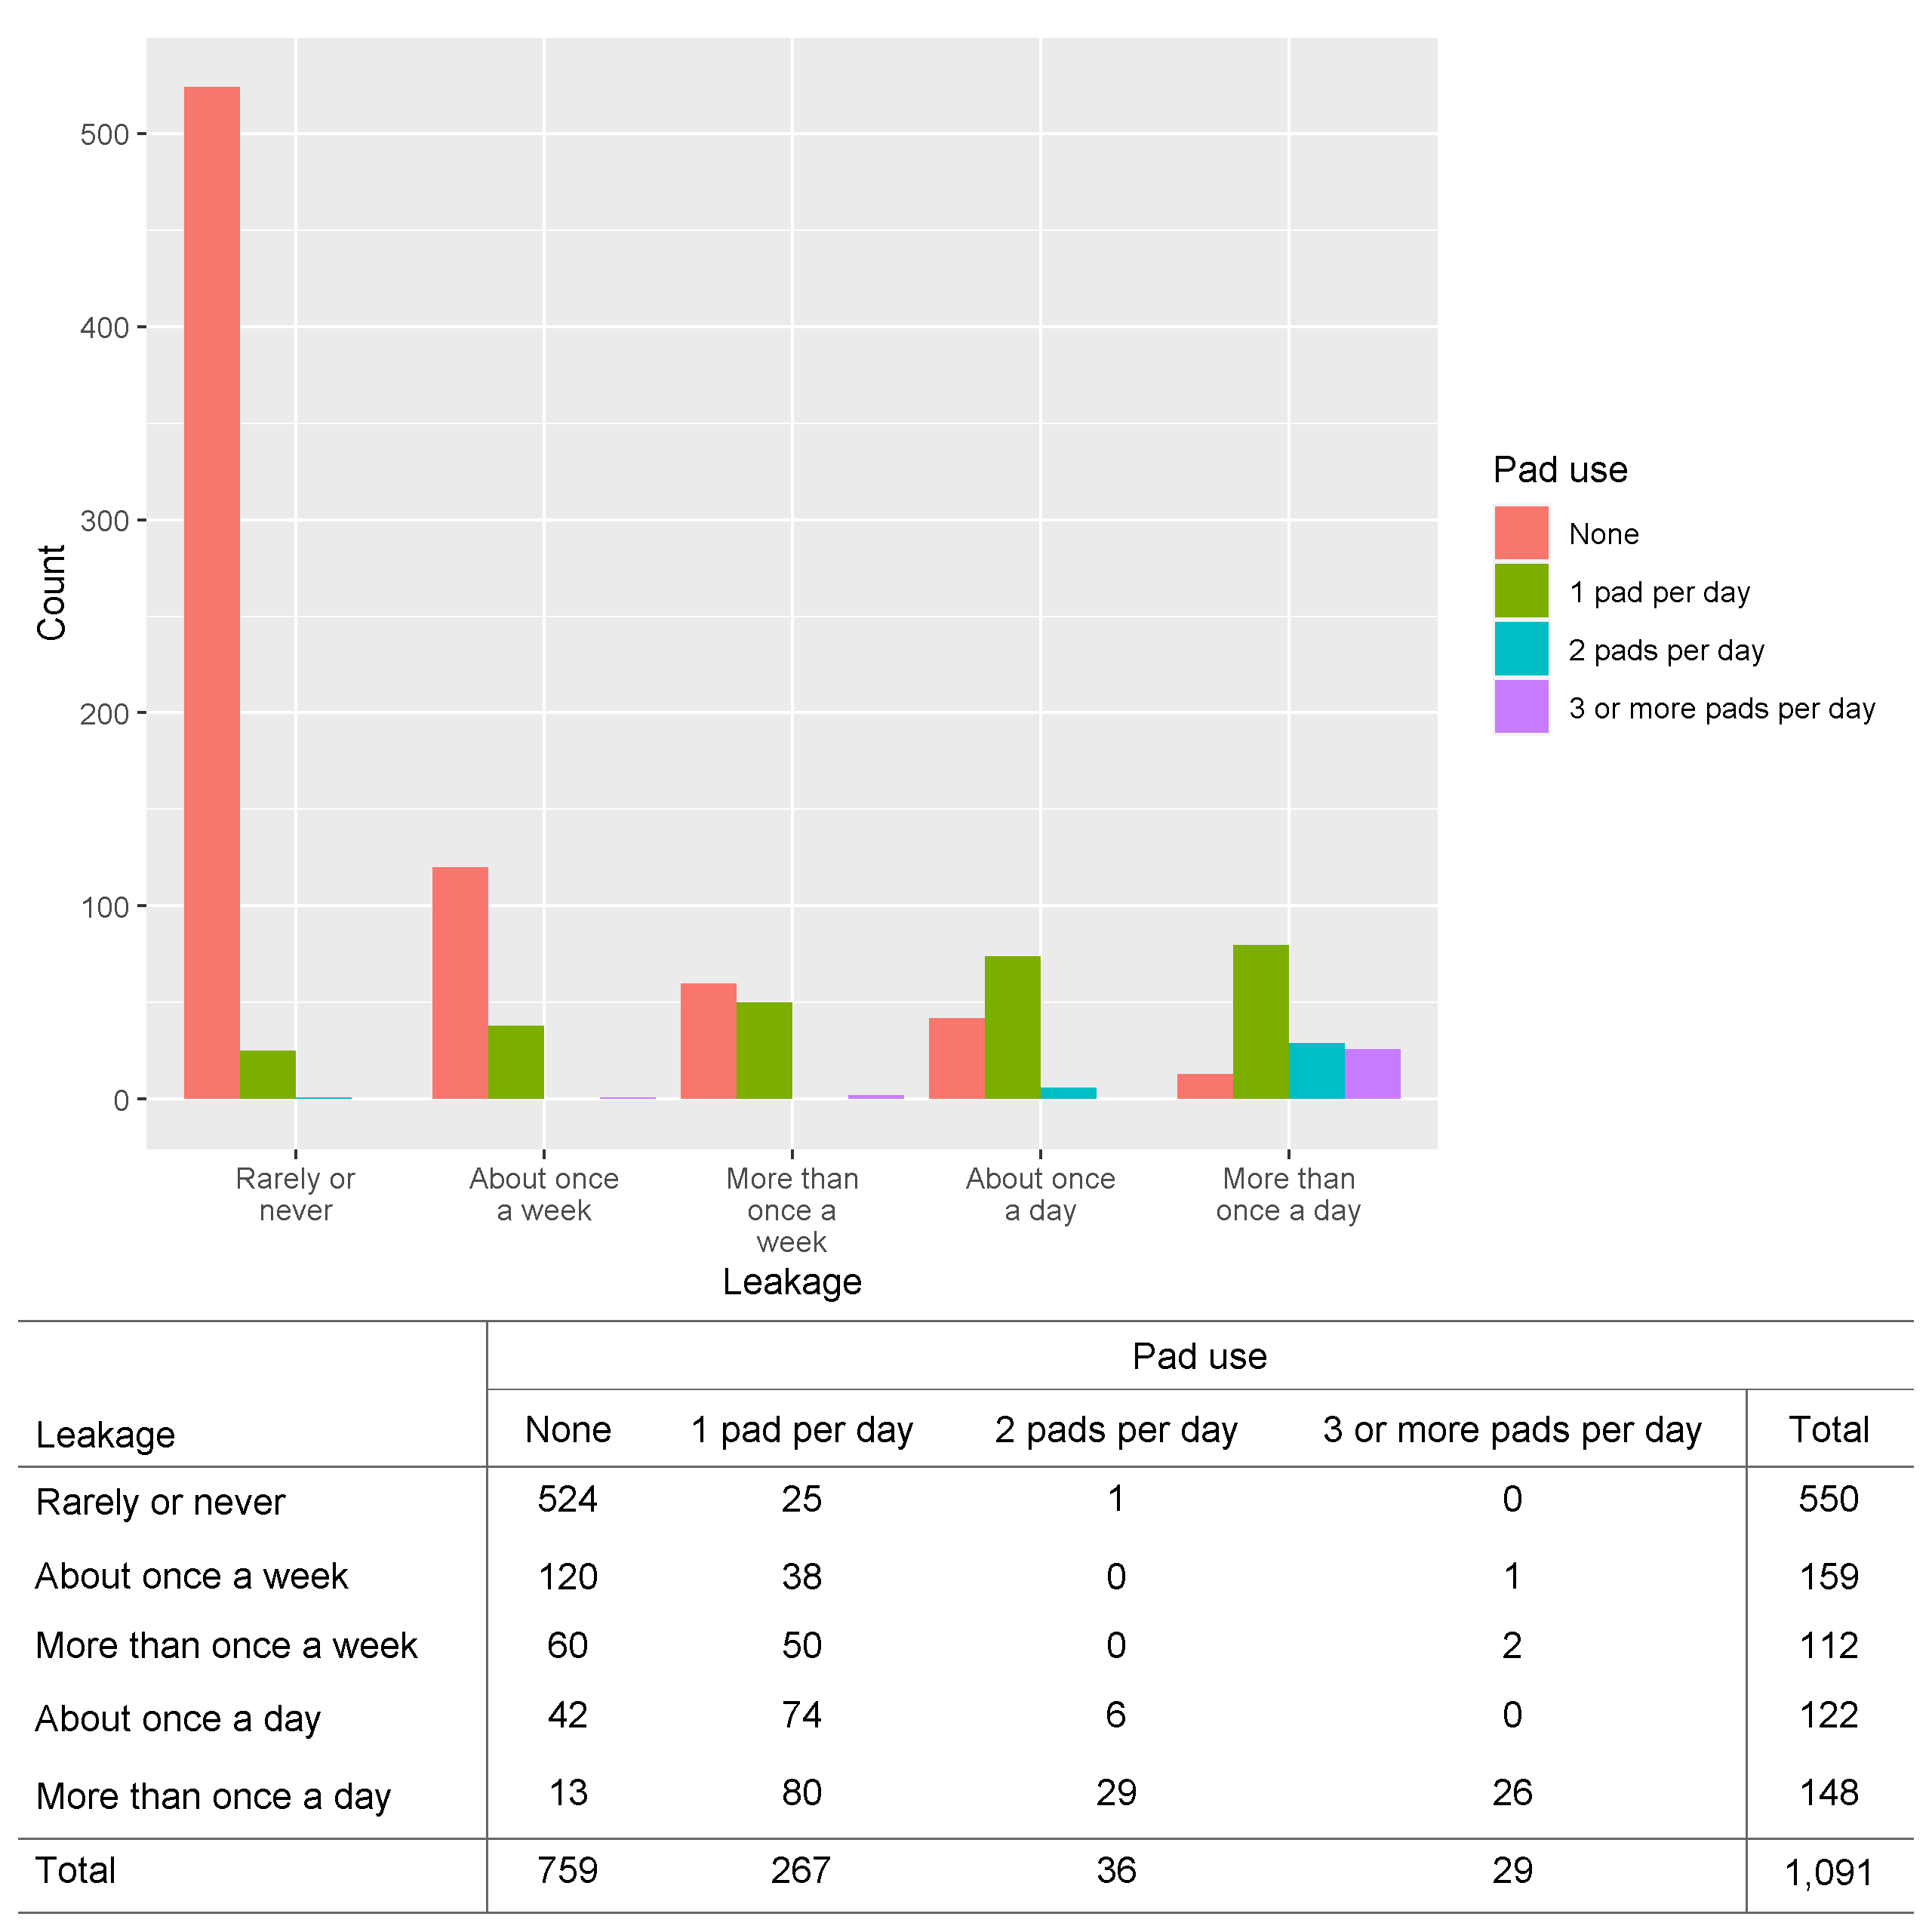 500
400
300
200
100
0
Count
Rarely or
never
About once
a week
More than
once a
week
About once
a day
More than
once a day
Leakage
Pad use
None
1 pad per day
2 pads per day
3 or more pads per day
Pad use
Leakage None 1 pad per day 2 pads per day 3 or more pads per day Total
Rarely or never 524 25 1 0 550
About once a week 120 38 0 1 159
More than once a week 60 50 0 2 112
About once a day 42 74 6 0 122
More than once a day 13 80 29 26 148
Total 759 267 36 29 1,091